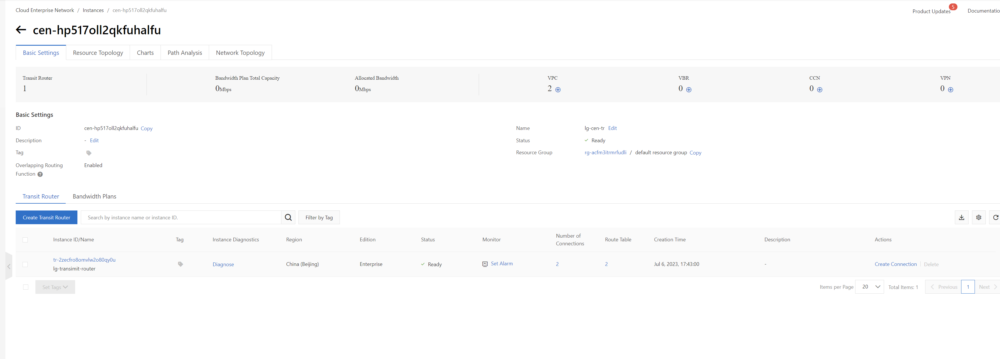 Cloud Enterprise Network / Instances / cen-hp517oll2qkfuhalfu
Product Updates 5
Documentatio
cen-hp517oll2qkfuhalfu
Basic Settings Resource Topology Charts Path Analysis Network Topology
Transit Router Bandwidth Plan Total Capacity Allocated Bandwidth VPC VBR CCN VPN
1 0Mbps 0Mbps 2 0 0 0
Basic Settings
ID cen-hp517oll2qkfuhalfu Copy Name lg-cen-tr Edit
Description - Edit Status Ready
Tag Resource Group rg-acfm3itrmrfudli / default resource group Copy
Overlapping Routing Enabled
Function ?
Transit Router Bandwidth Plans
Create Transit Router Search by instance name or instance ID. Filter by Tag
Instance ID/Name Tag Instance Diagnostics Region Edition Status Monitor Number of Connections Route Table Creation Time Description Actions
tr-2zecfro8omvlw2o80qy0u
lg-transimit-router
Diagnose China (Beijing) Enterprise Ready Set Alarm 2 2 Jul 6, 2023, 17:43:00 - Create Connection Delete
Set Tags Items per Page 20 Total Items: 1 Previous 1 Next